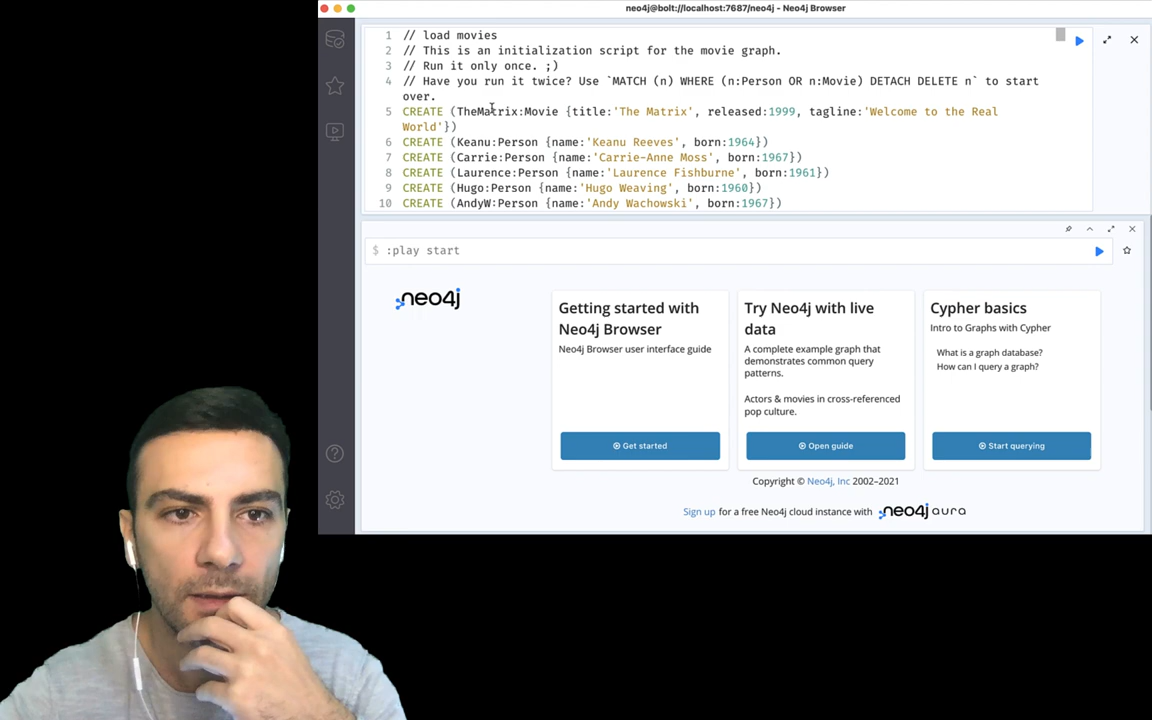 neo4j@bolt://localhost:7687/neo4j - Neo4j Browser
1 // load movies
2 // This is an initialization script for the movie graph.
3 // Run it only once. ;)
4 // Have you run it twice? Use `MATCH (n) WHERE (n:Person OR n:Movie) DETACH DELETE n` to start
over.
5 CREATE (TheMatrix:Movie {title:'The Matrix', released:1999, tagline:'Welcome to the Real
World'})
6 CREATE (Keanu:Person {name:'Keanu Reeves', born:1964})
7 CREATE (Carrie:Person {name:'Carrie-Anne Moss', born:1967})
8 CREATE (Laurence:Person {name:'Laurence Fishburne', born:1961})
9 CREATE (Hugo:Person {name:'Hugo Weaving', born:1960})
10 CREATE (AndyW:Person {name:'Andy Wachowski', born:1967})
$ :play start
neo4j
Getting started with
Neo4j Browser
Neo4j Browser user interface guide
Get started
Try Neo4j with live
data
A complete example graph that
demonstrates common query
patterns.
Actors & movies in cross-referenced
pop culture.
Open guide
Cypher basics
Intro to Graphs with Cypher
What is a graph database?
How can I query a graph?
Start querying
Copyright © Neo4j, Inc 2002–2021
Sign up for a free Neo4j cloud instance with neo4j aura